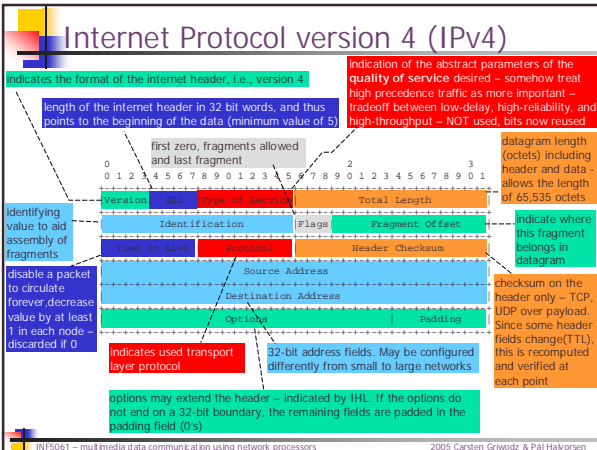 Internet Protocol version 4 (IPv4)
indicates the format of the internet header, i.e., version 4
indication of the abstract parameters of the
quality of service desired – somehow treat
high precedence traffic as more important –
tradeoff between low-delay, high-reliability, and
high-throughput – NOT used, bits now reused
length of the internet header in 32 bit words, and thus
points to the beginning of the data (minimum value of 5)
first zero, fragments allowed
and last fragment
datagram length
(octets) including
header and data -
allows the length
of 65,535 octets
0 2 3
0 1 2 3 4 5 6 7 8 9 0 1 2 3 4 5 6 7 8 9 0 1 2 3 4 5 6 7 8 9 0 1
Version | IHL | Type of Service | Total Length
identifying
value to aid
assembly of
fragments
Identification | Flags | Fragment Offset
indicate where
this fragment
belongs in
datagram
Time to Live | Protocol | Header Checksum
Source Address
Destination Address
Options | Padding
disable a packet
to circulate
forever,decrease
value by at least
1 in each node –
discarded if 0
checksum on the
header only – TCP,
UDP over payload.
Since some header
fields change(TTL),
this is recomputed
and verified at
each point
indicates used transport
layer protocol
32-bit address fields. May be configured
differently from small to large networks
options may extend the header – indicated by IHL. If the options do
not end on a 32-bit boundary, the remaining fields are padded in the
padding field (0's)
INF5061 – multimedia data communication using network processors
2005 Carsten Griwodz & Pål Halvorsen